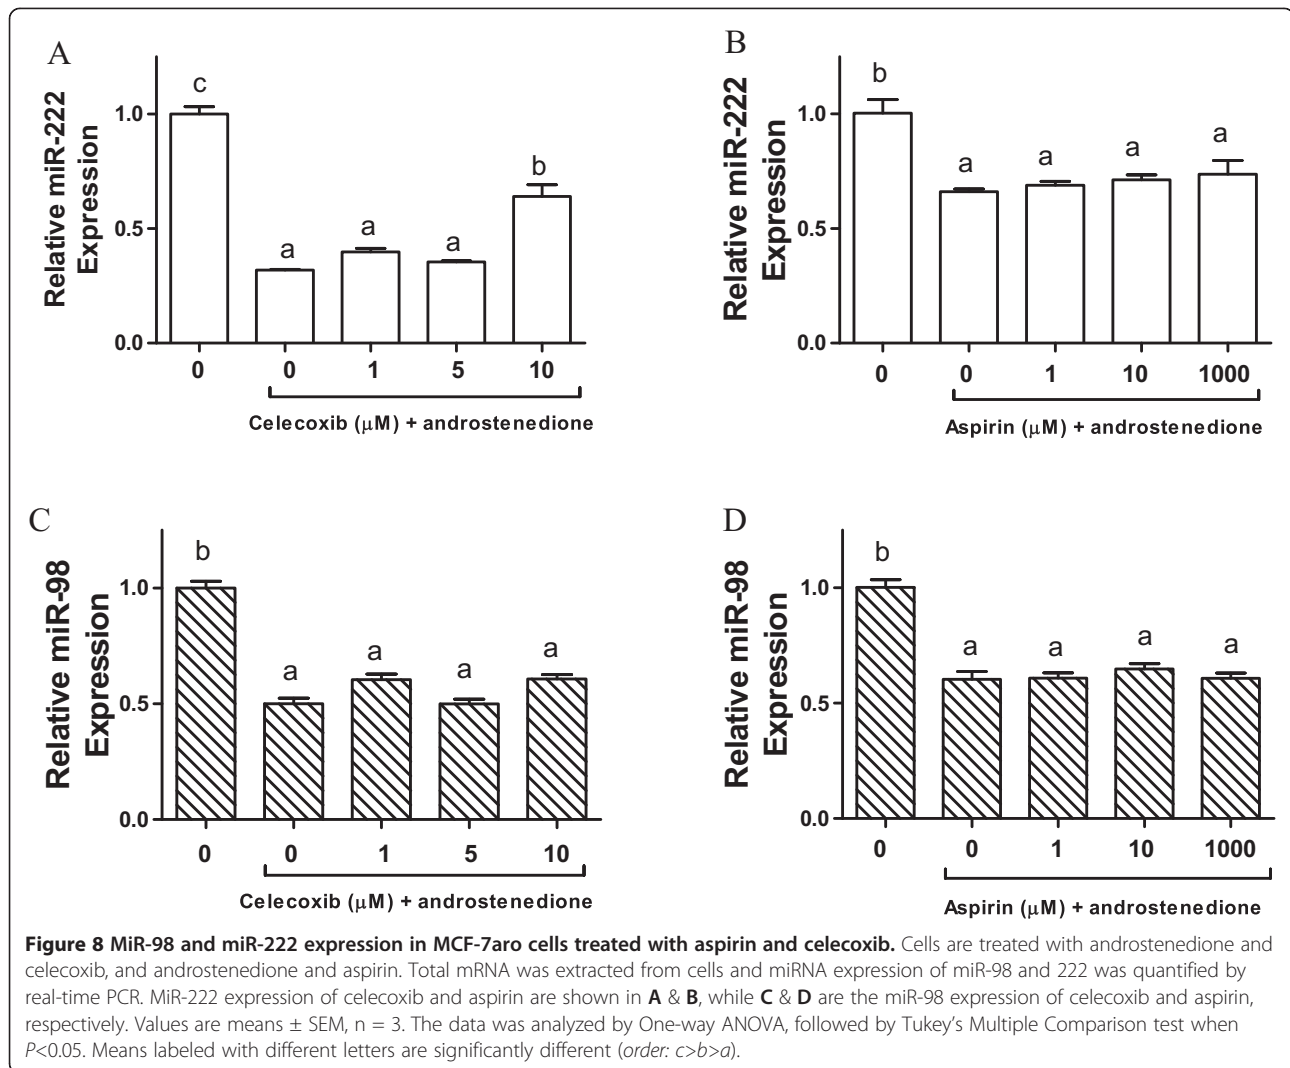 A
Relative miR-222
Expression
1.0
0.5
0.0
c
a
a
a
b
0
0
1
5
10
Celecoxib (μM) + androstenedione
B
Relative miR-222
Expression
1.0
0.5
0.0
b
a
a
a
a
0
0
1
10
1000
Aspirin (μM) + androstenedione
C
Relative miR-98
Expression
1.0
0.5
0.0
b
a
a
a
a
0
0
1
5
10
Celecoxib (μM) + androstenedione
D
Relative miR-98
Expression
1.0
0.5
0.0
b
a
a
a
a
0
0
1
10
1000
Aspirin (μM) + androstenedione
Figure 8 MiR-98 and miR-222 expression in MCF-7aro cells treated with aspirin and celecoxib. Cells are treated with androstenedione and
celecoxib, and androstenedione and aspirin. Total mRNA was extracted from cells and miRNA expression of miR-98 and 222 was quantified by
real-time PCR. MiR-222 expression of celecoxib and aspirin are shown in A & B, while C & D are the miR-98 expression of celecoxib and aspirin,
respectively. Values are means ± SEM, n = 3. The data was analyzed by One-way ANOVA, followed by Tukey's Multiple Comparison test when
P<0.05. Means labeled with different letters are significantly different (order: c>b>a).